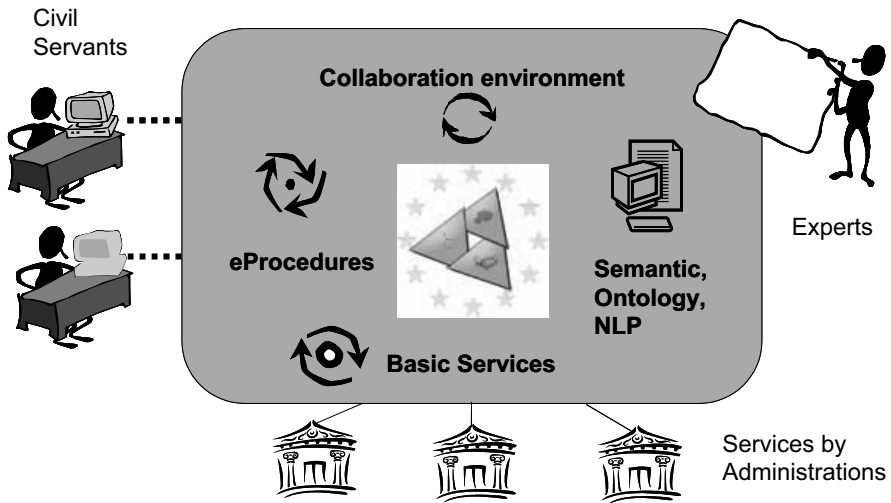 Civil
Servants
Collaboration environment
Experts
eProcedures
Semantic,
Ontology,
NLP
Basic Services
Services by
Administrations